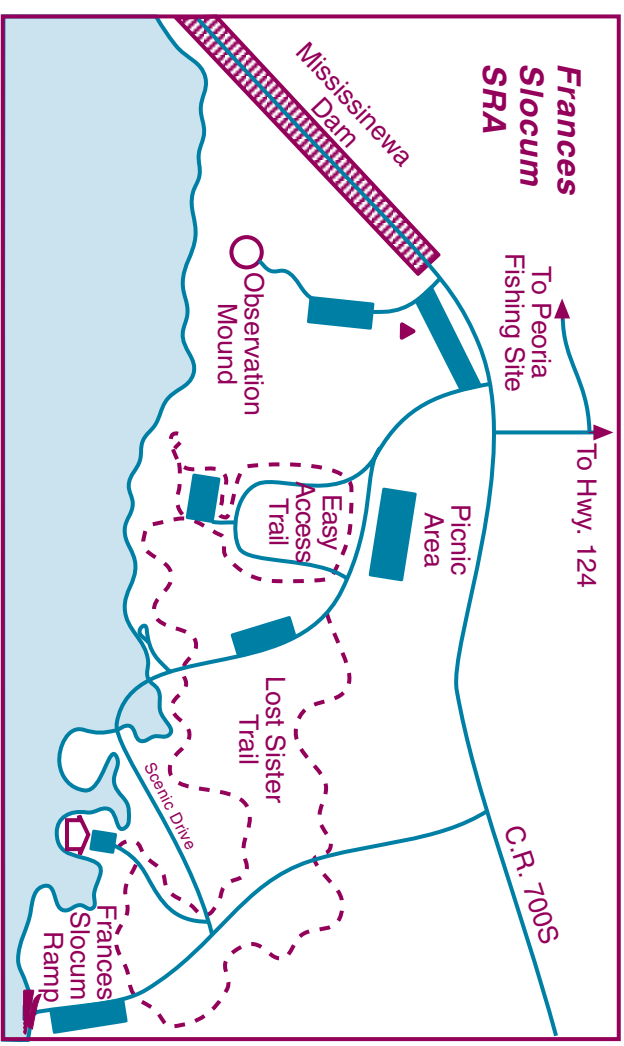 Frances
Slocum
SRA
Mississinewa
Dam
To Peoria
Fishing Site
To Hwy. 124
Observation
Mound
Picnic
Area
Easy
Access
Trail
Lost Sister
Trail
Scenic Drive
C.R. 700S
Frances
Slocum
Ramp